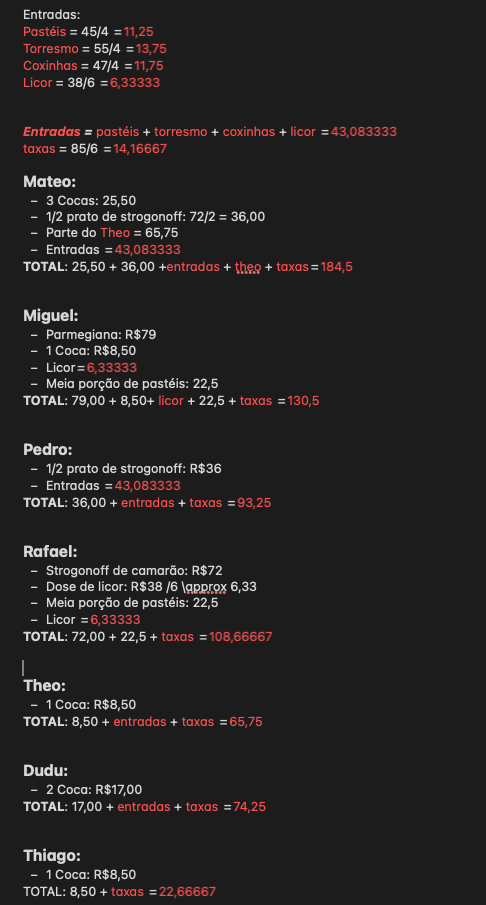 Entradas:
Pastéis = 45/4 =11,25
Torresmo = 55/4 =13,75
Coxinhas = 47/4 =11,75
Licor = 38/6 =6,33333
Entradas = pastéis + torresmo + coxinhas + licor =43,083333
taxas = 85/6 =14,16667
Mateo:
– 3 Cocas: 25,50
– 1/2 prato de strogonoff: 72/2 = 36,00
– Parte do Theo = 65,75
– Entradas =43,083333
TOTAL: 25,50 + 36,00 +entradas + theo + taxas=184,5
Miguel:
– Parmegiana: R$79
– 1 Coca: R$8,50
– Licor=6,33333
– Meia porção de pastéis: 22,5
TOTAL: 79,00 + 8,50+ licor + 22,5 + taxas =130,5
Pedro:
– 1/2 prato de strogonoff: R$36
– Entradas =43,083333
TOTAL: 36,00 + entradas + taxas =93,25
Rafael:
– Strogonoff de camarão: R$72
– Dose de licor: R$38 /6 \approx 6,33
– Meia porção de pastéis: 22,5
– Licor =6,33333
TOTAL: 72,00 + 22,5 + taxas =108,66667
Theo:
– 1 Coca: R$8,50
TOTAL: 8,50 + entradas + taxas =65,75
Dudu:
– 2 Coca: R$17,00
TOTAL: 17,00 + entradas + taxas =74,25
Thiago:
– 1 Coca: R$8,50
TOTAL: 8,50 + taxas =22,66667